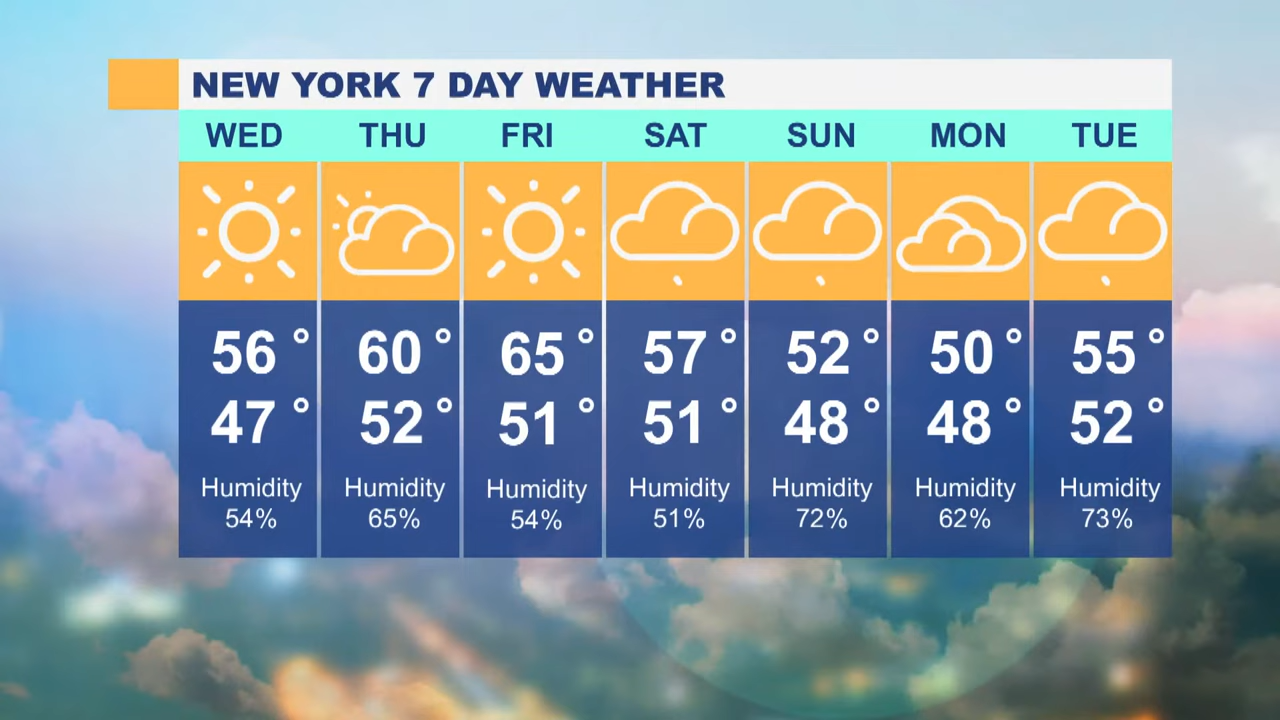 NEW YORK 7 DAY WEATHER
WED THU FRI SAT SUN MON TUE
56° 60° 65° 57° 52° 50° 55°
47° 52° 51° 51° 48° 48° 52°
Humidity Humidity Humidity Humidity Humidity Humidity Humidity
54% 65% 54% 51% 72% 62% 73%